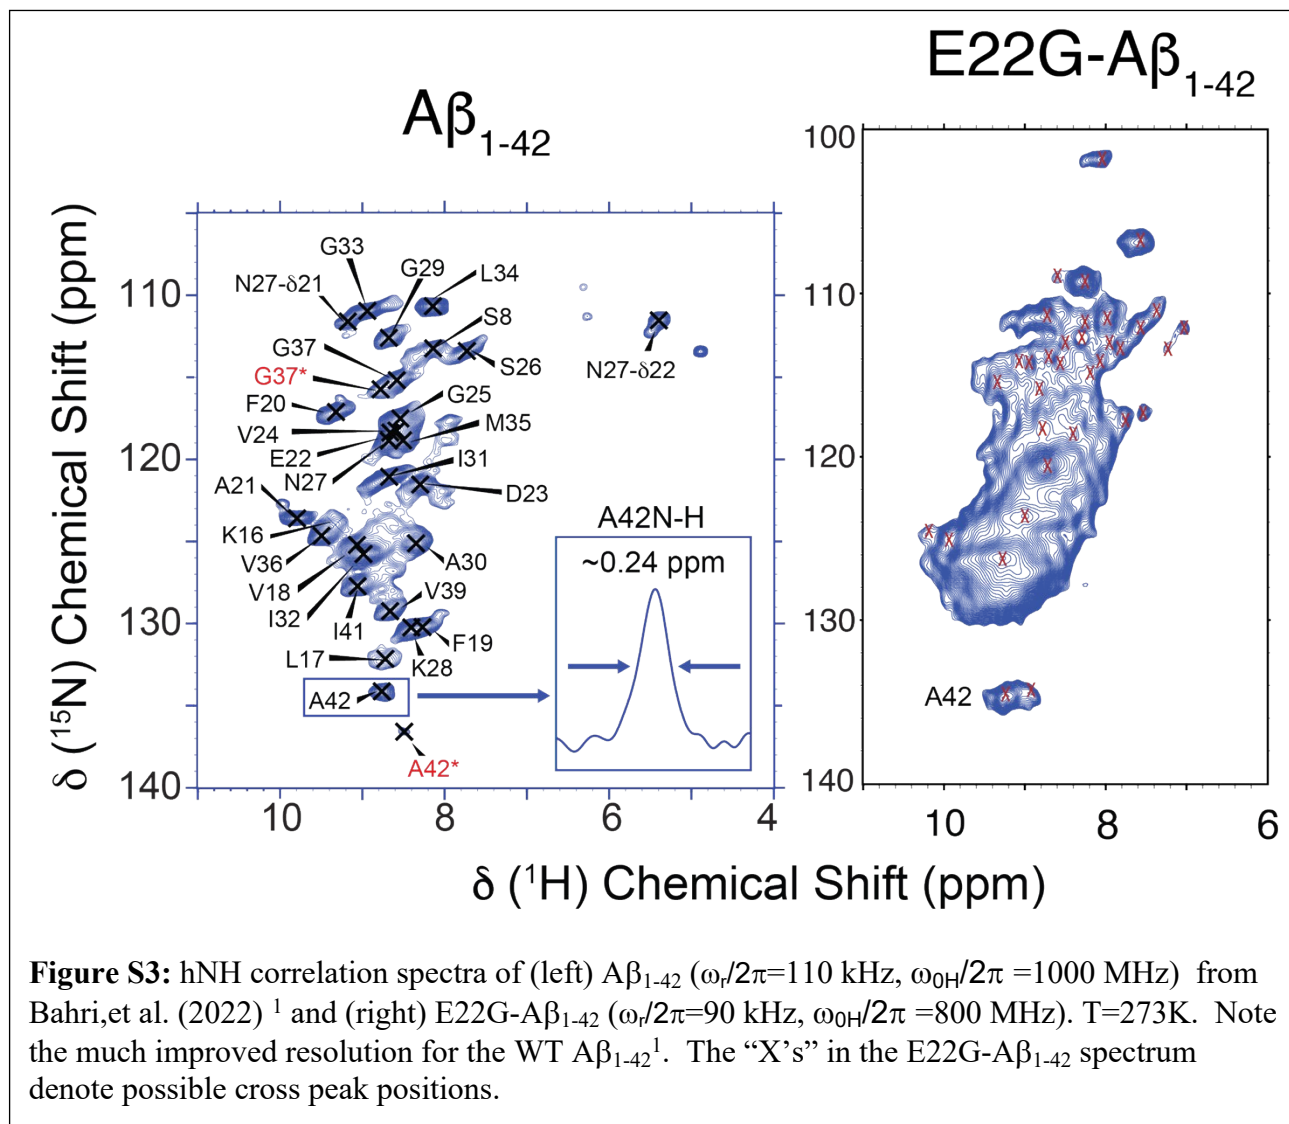 E22G-Aβ1-42
Aβ1-42
δ (15N) Chemical Shift (ppm)
110
120
130
140
10
8
6
4
G33
G29
L34
N27-δ21
S8
G37
S26
N27-δ22
G37*
G25
F20
M35
V24
E22
I31
N27
A21
D23
K16
A42N-H
V36
A30
~0.24 ppm
V18
V39
I32
I41
F19
L17
K28
A42
A42*
100
110
120
130
140
A42
10
8
6
X X X X X X X X X X X X X X X X X X X X X X X X X X X X X X X X X X X X
δ (1H) Chemical Shift (ppm)
Figure S3: hNH correlation spectra of (left) Aβ1-42 (ωr/2π=110 kHz, ω0H/2π =1000 MHz) from
Bahri,et al. (2022) 1 and (right) E22G-Aβ1-42 (ωr/2π=90 kHz, ω0H/2π =800 MHz). T=273K. Note
the much improved resolution for the WT Aβ1-421. The “X’s” in the E22G-Aβ1-42 spectrum
denote possible cross peak positions.